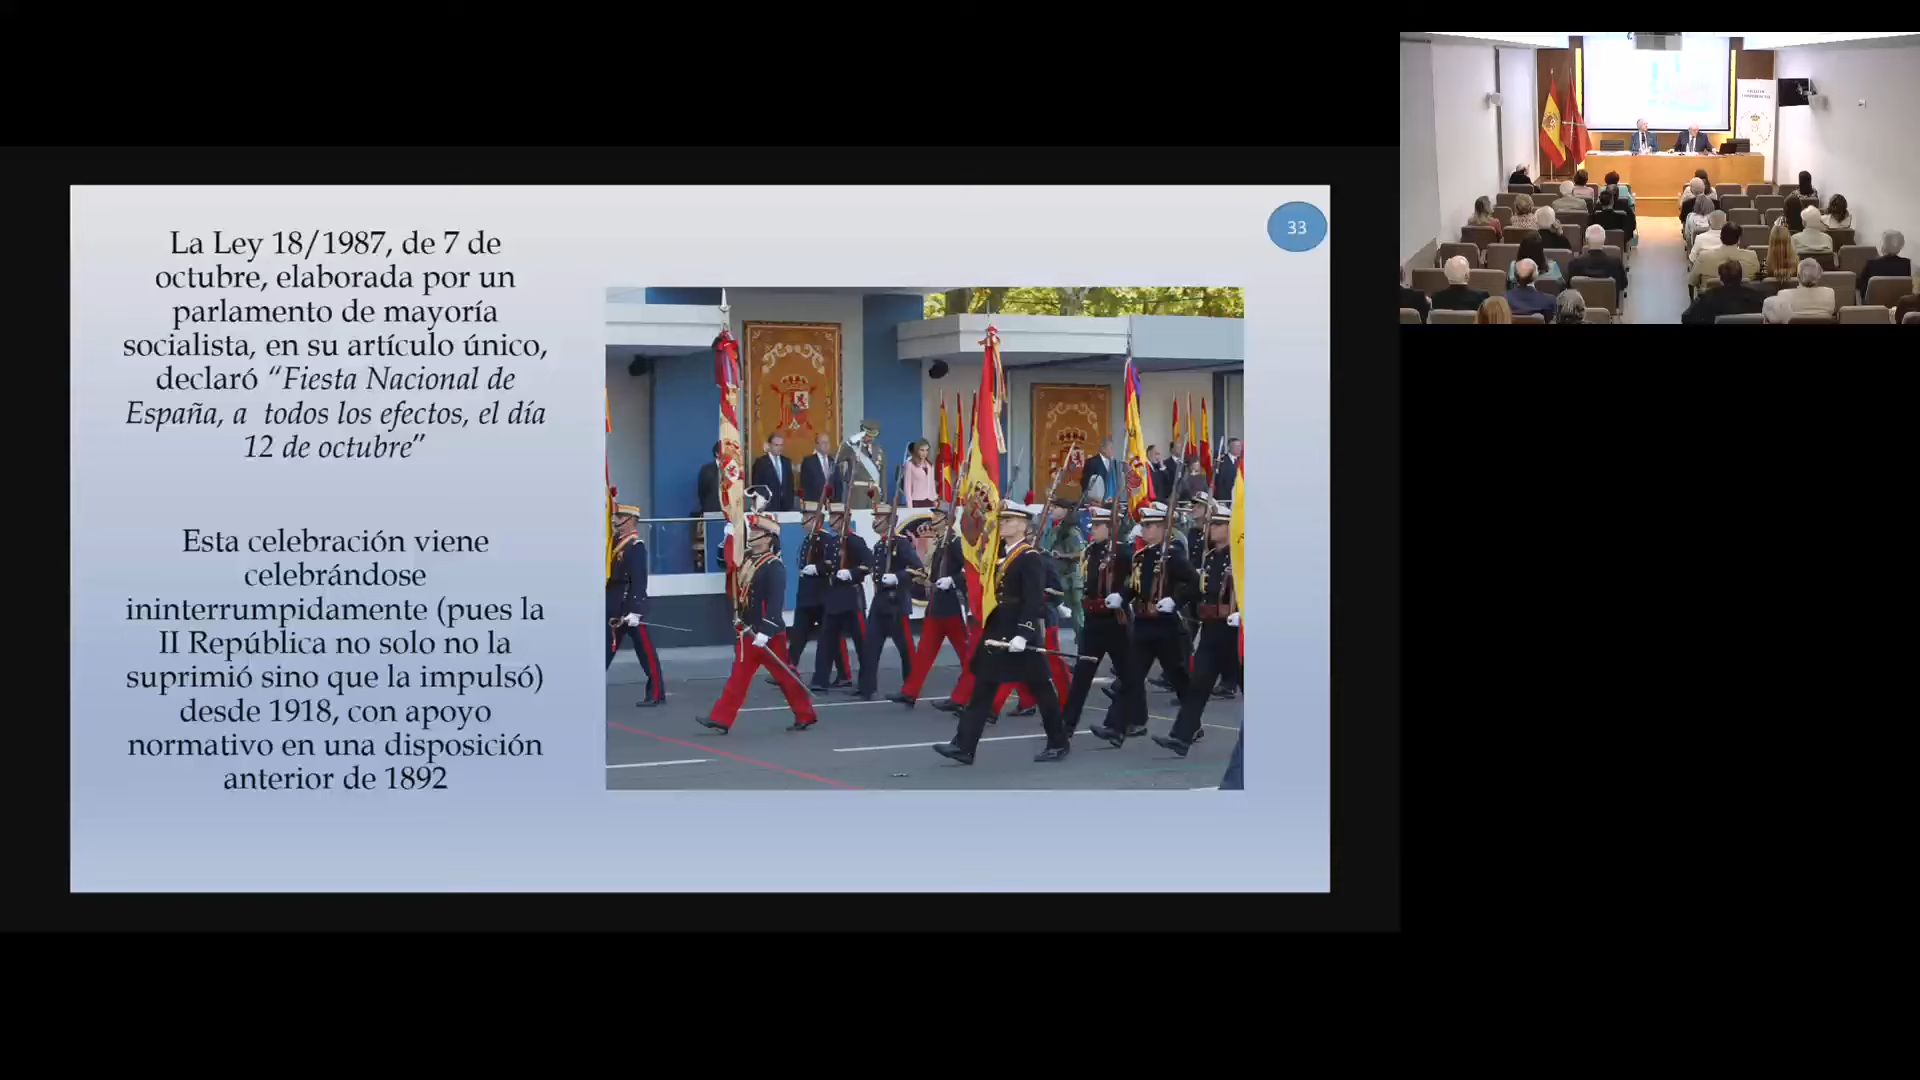 La Ley 18/1987, de 7 de
octubre, elaborada por un
parlamento de mayoría
socialista, en su artículo único,
declaró “Fiesta Nacional de
España, a todos los efectos, el día
12 de octubre”
Esta celebración viene
celebrándose
ininterrumpidamente (pues la
II República no solo no la
suprimió sino que la impulsó)
desde 1918, con apoyo
normativo en una disposición
anterior de 1892
33